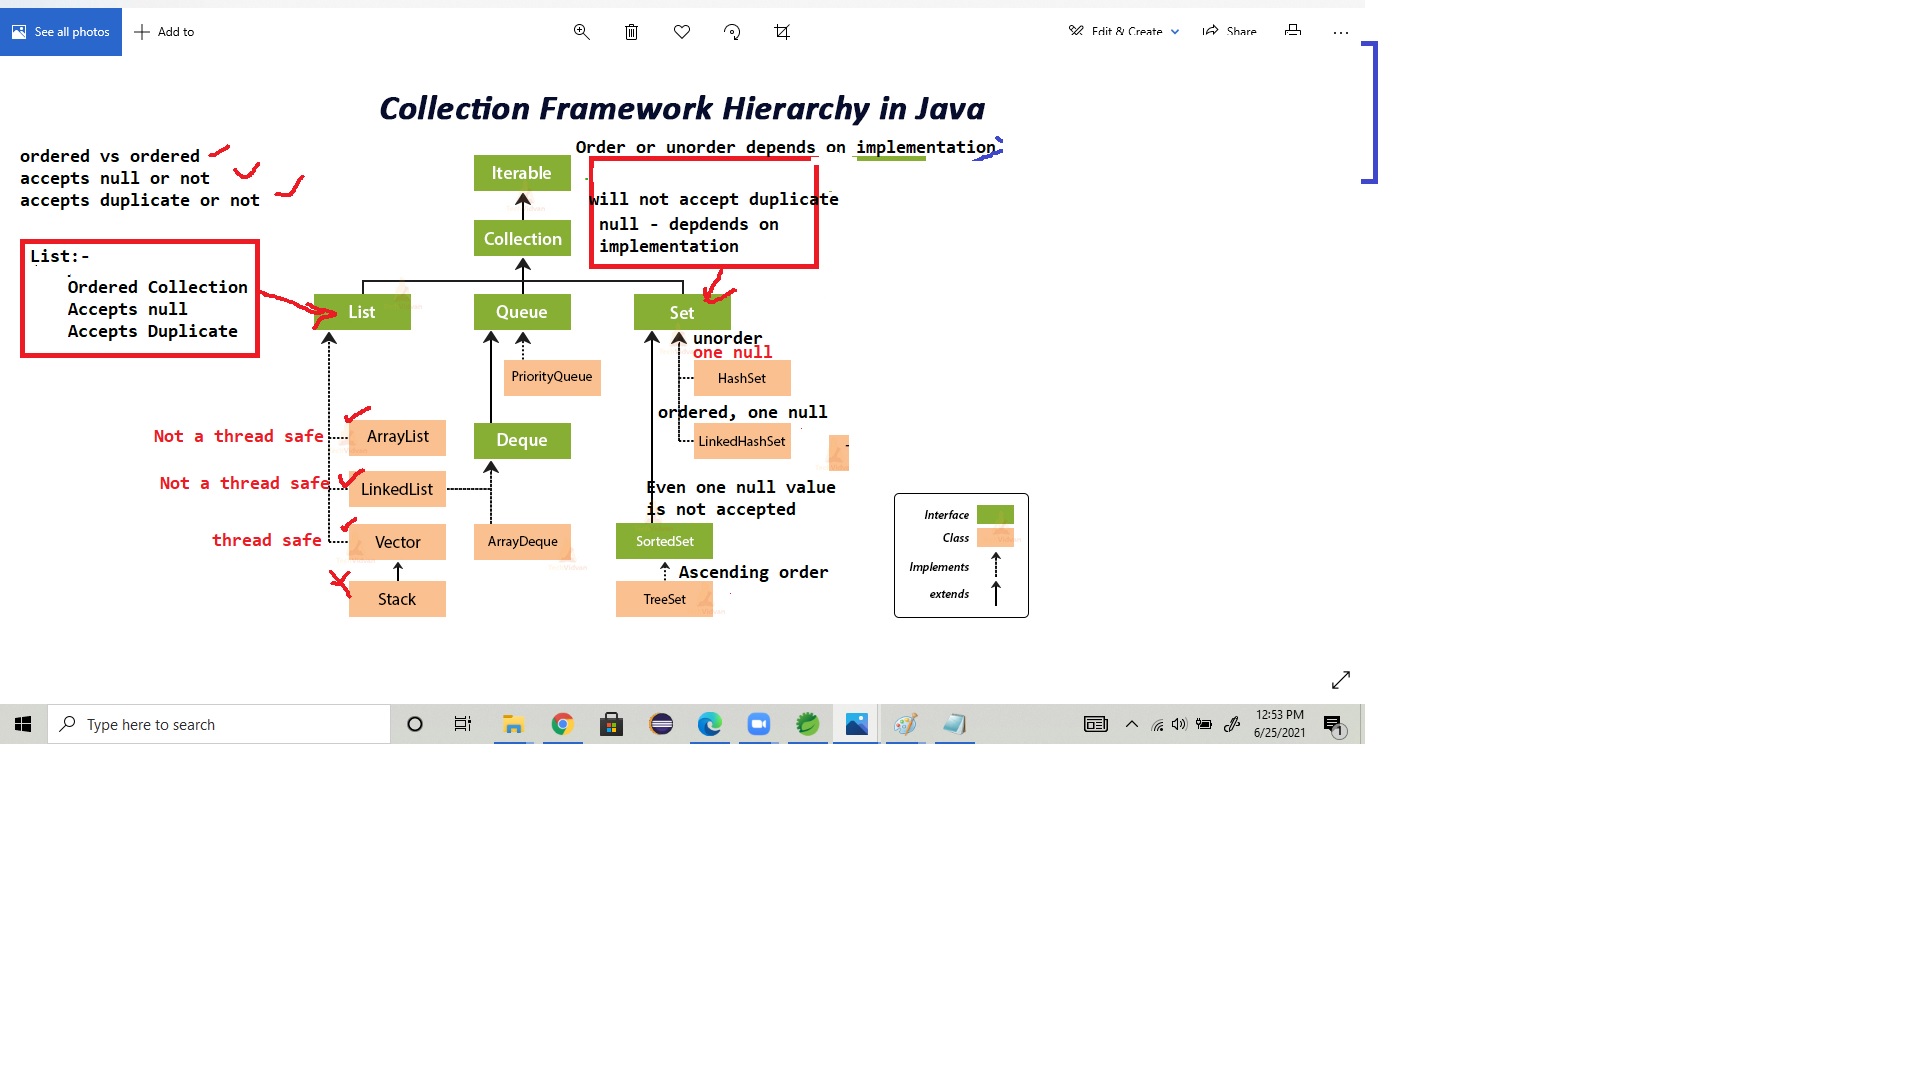 See all photos
Add to
Edit & Create
Share
Collection Framework Hierarchy in Java
Order or unorder depends on implementation
ordered vs ordered
accepts null or not
accepts duplicate or not
Iterable
will not accept duplicate
null - depdends on
implementation
Collection
List:-
Ordered Collection
Accepts null
Accepts Duplicate
List
Queue
Set
unorder
one null
PriorityQueue
HashSet
ordered, one null
Not a thread safe
ArrayList
Deque
LinkedHashSet
Not a thread safe
LinkedList
Even one null value
is not accepted
thread safe
Vector
ArrayDeque
SortedSet
Ascending order
Stack
TreeSet
Interface
Class
Implements
extends
Type here to search
12:53 PM
6/25/2021
1